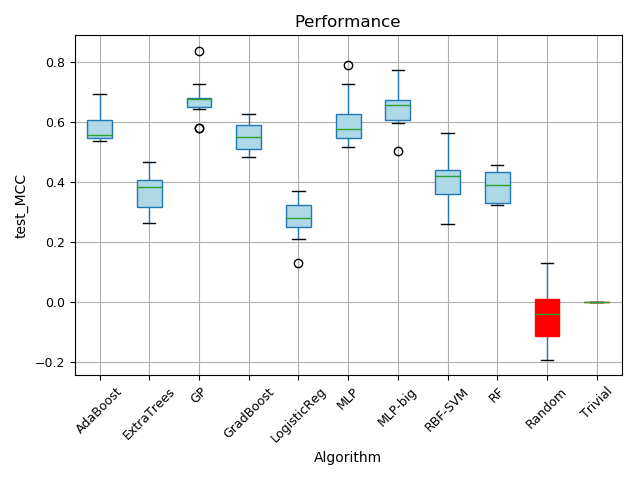 Performance
test_MCC
0.8
0.6
0.4
0.2
0.0
−0.2
AdaBoost
ExtraTrees
GP
GradBoost
LogisticReg
MLP
MLP-big
RBF-SVM
RF
Random
Trivial
Algorithm